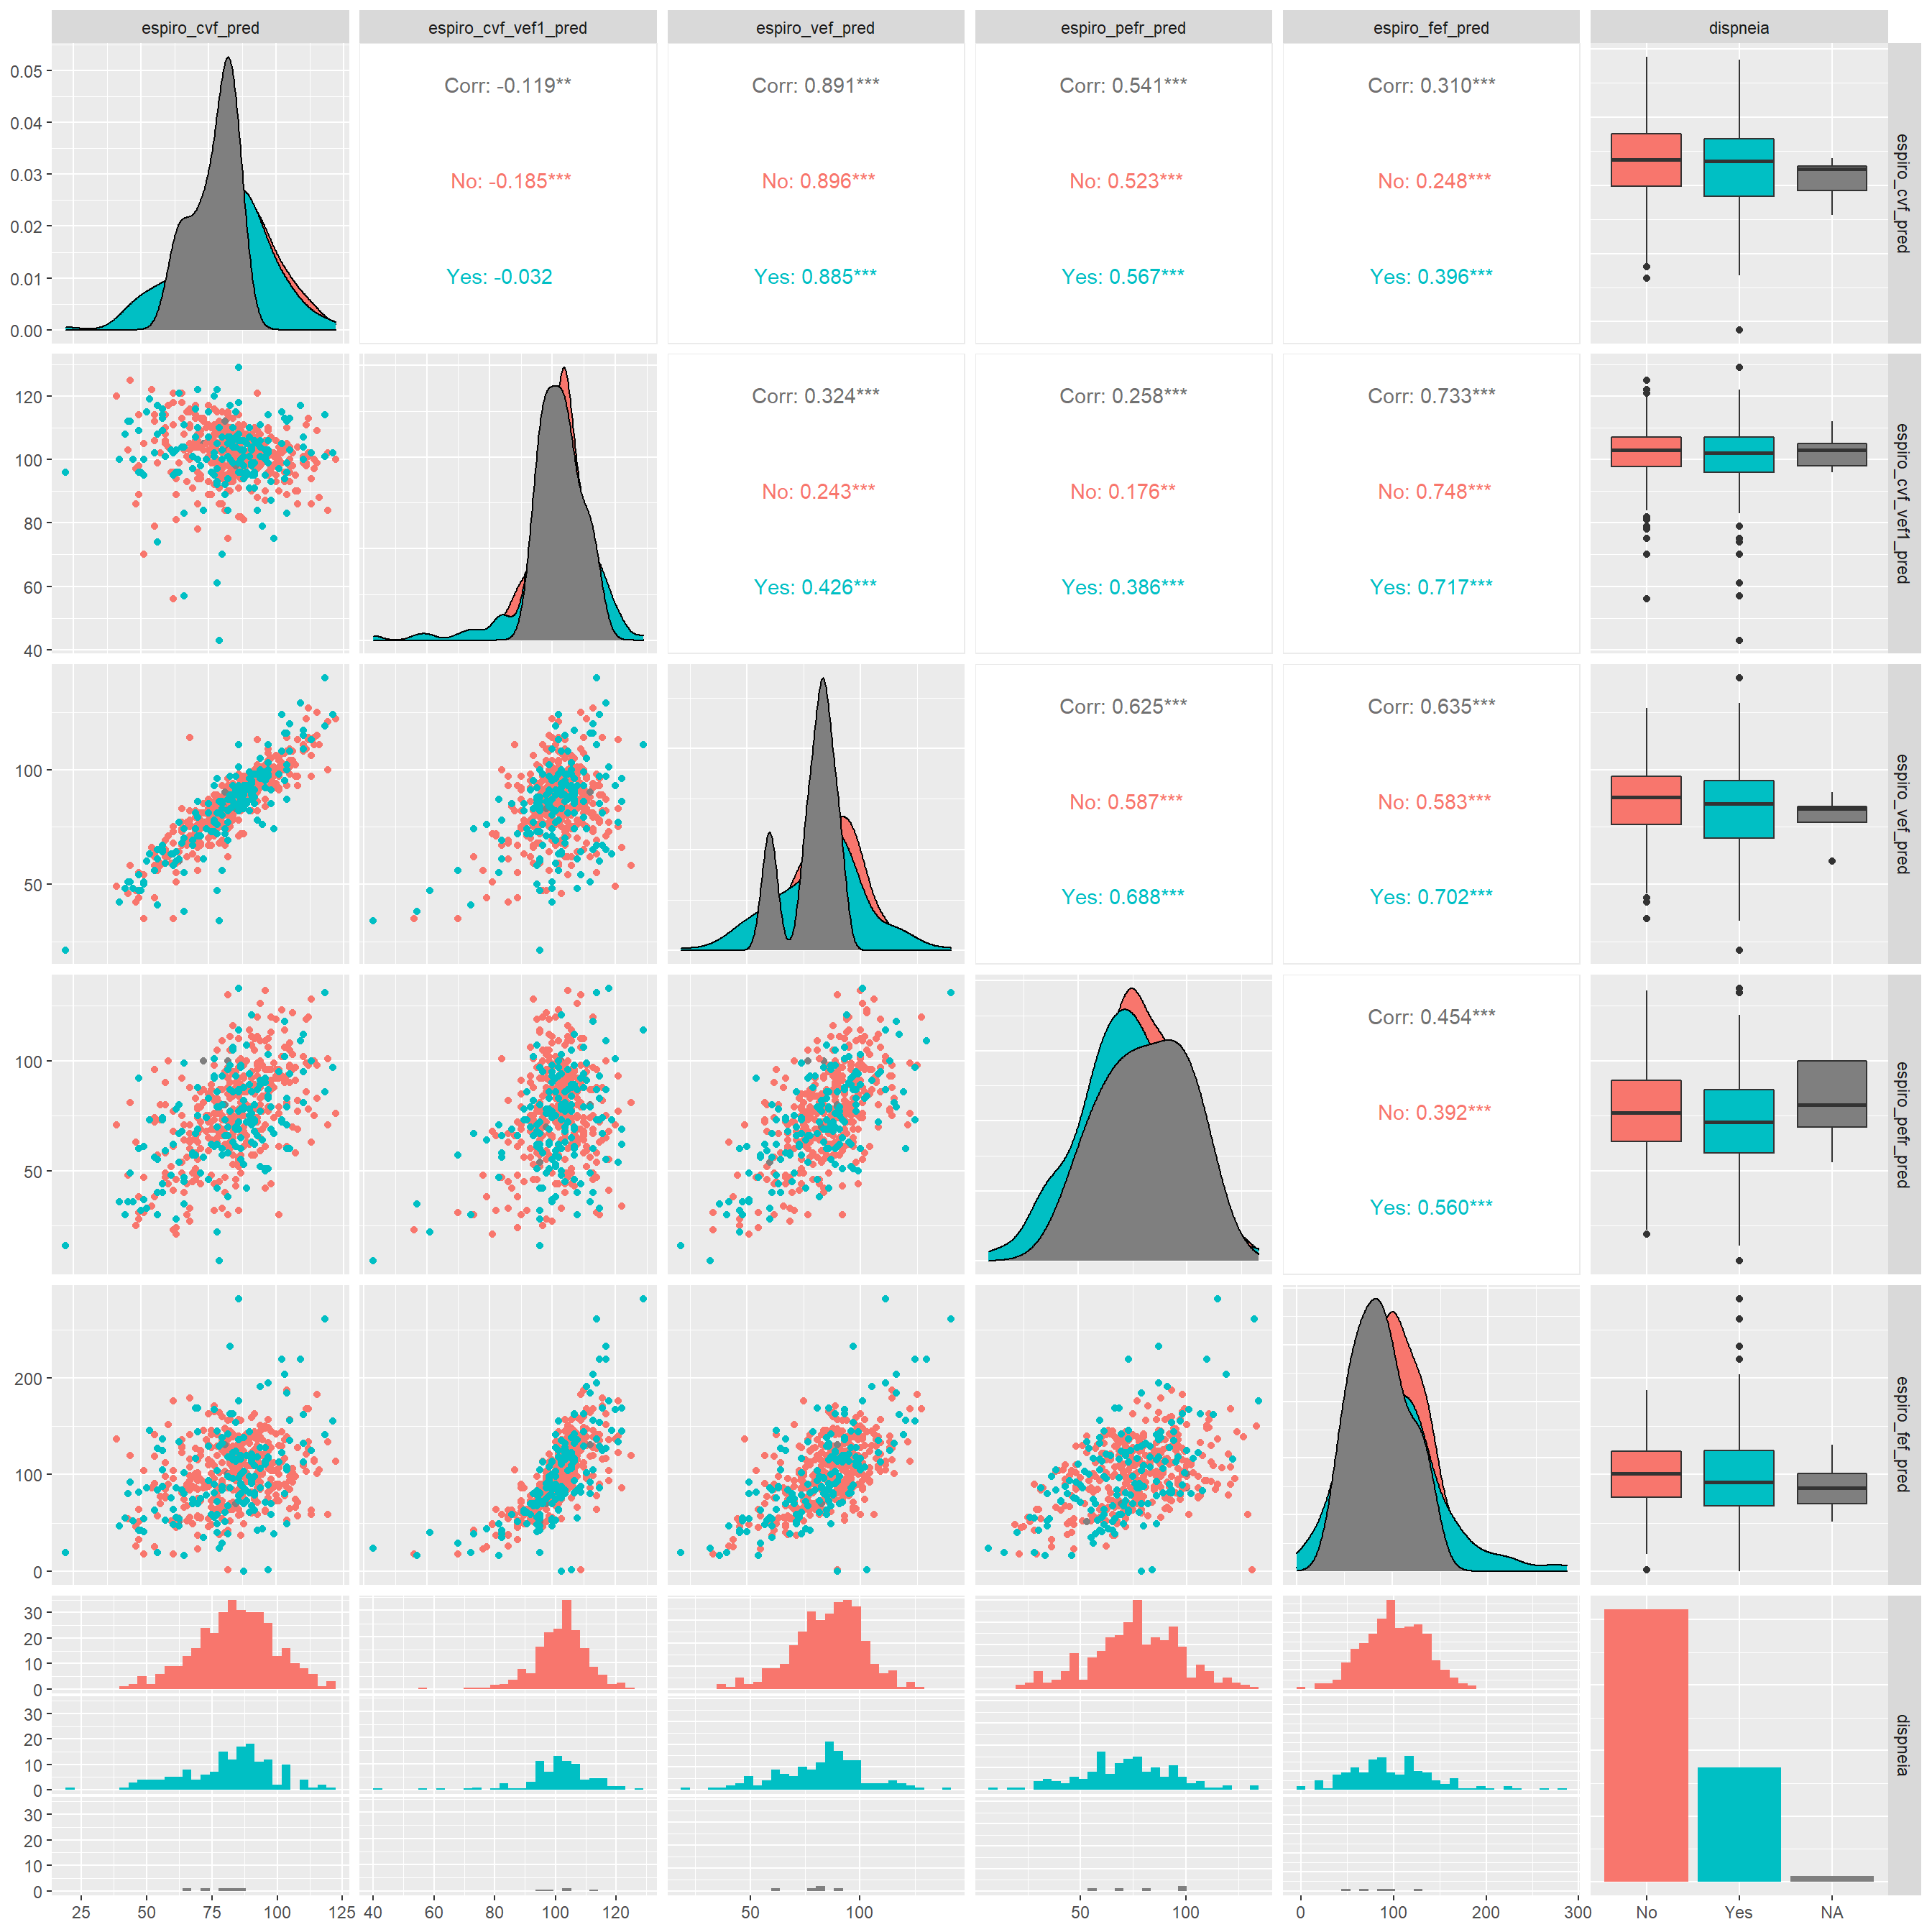 espiro_cvf_pred espiro_cvf_vef1_pred espiro_vef_pred espiro_pefr_pred espiro_fef_pred dispneia
0.05
0.04
0.03
0.02
0.01
0.00
Corr: -0.119** Corr: 0.891*** Corr: 0.541*** Corr: 0.310***
No: -0.185*** No: 0.896*** No: 0.523*** No: 0.248***
Yes: -0.032 Yes: 0.885*** Yes: 0.567*** Yes: 0.396***
espiro_cvf_pred
120
100
80
60
40
Corr: 0.324*** Corr: 0.258*** Corr: 0.733***
No: 0.243*** No: 0.176** No: 0.748***
Yes: 0.426*** Yes: 0.386*** Yes: 0.717***
espiro_cvf_vef1_pred
100
50
Corr: 0.625*** Corr: 0.635***
No: 0.587*** No: 0.583***
Yes: 0.688*** Yes: 0.702***
espiro_vef_pred
100
50
Corr: 0.454***
No: 0.392***
Yes: 0.560***
espiro_pefr_pred
200
100
0
espiro_fef_pred
30
20
10
0
30
20
10
0
30
20
10
0
dispneia
25 50 75 100 125 40 60 80 100 120 50 100 50 100 0 100 200 300 No Yes NA